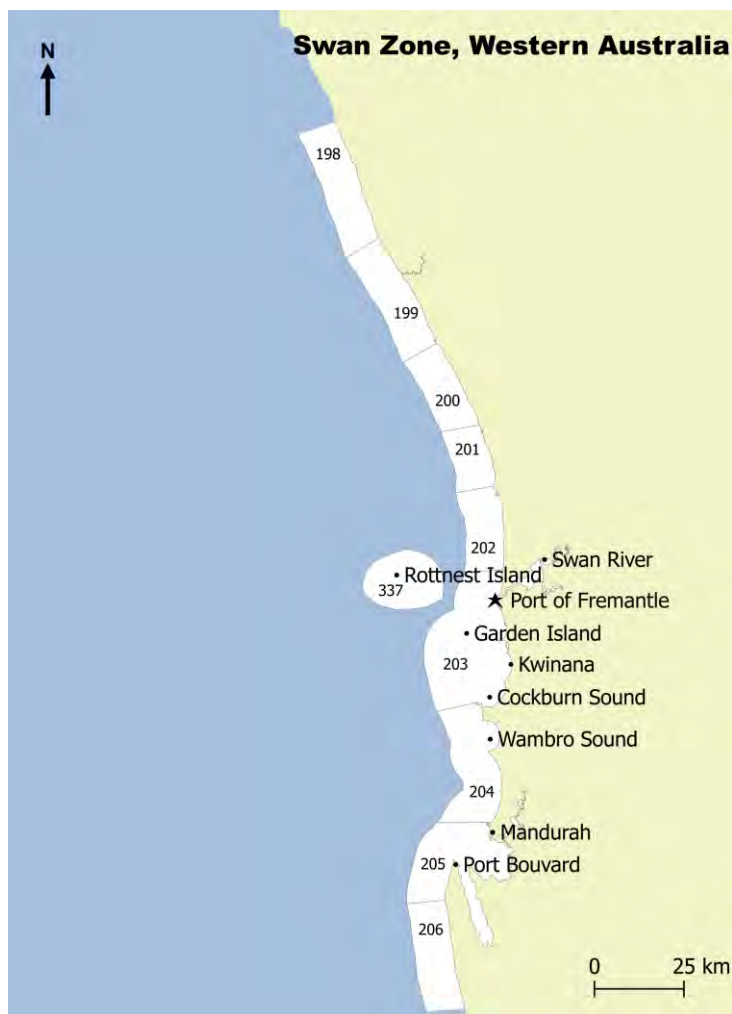 Swan Zone, Western Australia
N
198
199
200
201
202
Swan River
Rottnest Island
337
Port of Fremantle
Garden Island
203
Kwinana
Cockburn Sound
Wambro Sound
204
Mandurah
205
Port Bouvard
206
0 25 km